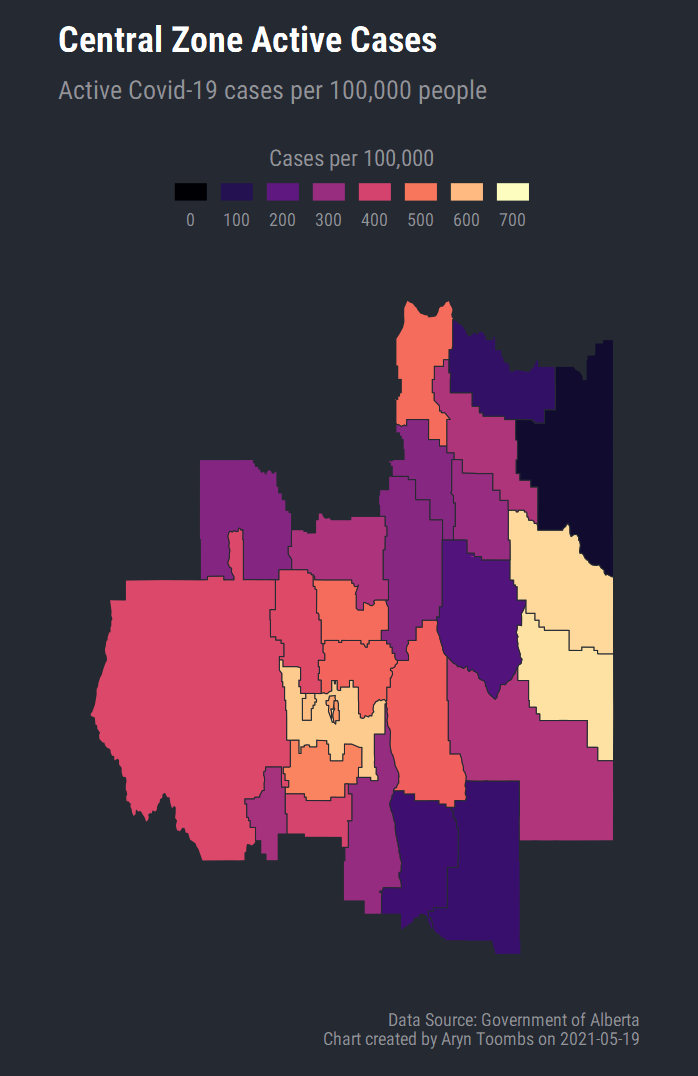 Central Zone Active Cases
Active Covid-19 cases per 100,000 people
Cases per 100,000
0 100 200 300 400 500 600 700
Data Source: Government of Alberta
Chart created by Aryn Toombs on 2021-05-19